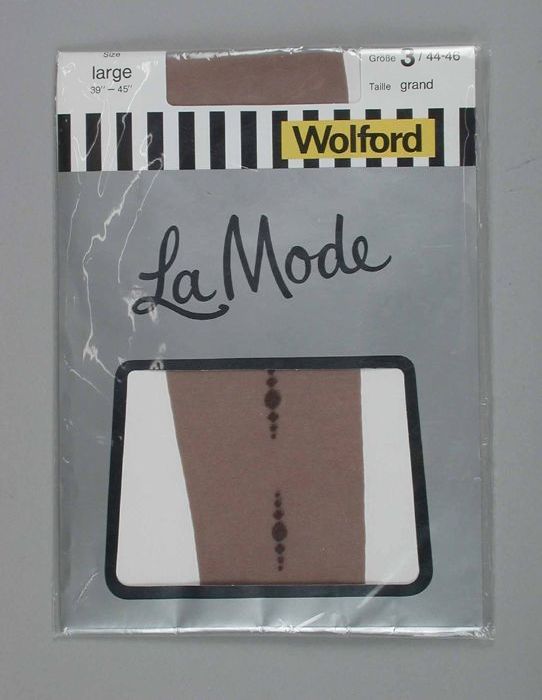 Size
large
39" – 45"
Größe 3 / 44-46
Taille grand
Wolford
La Mode